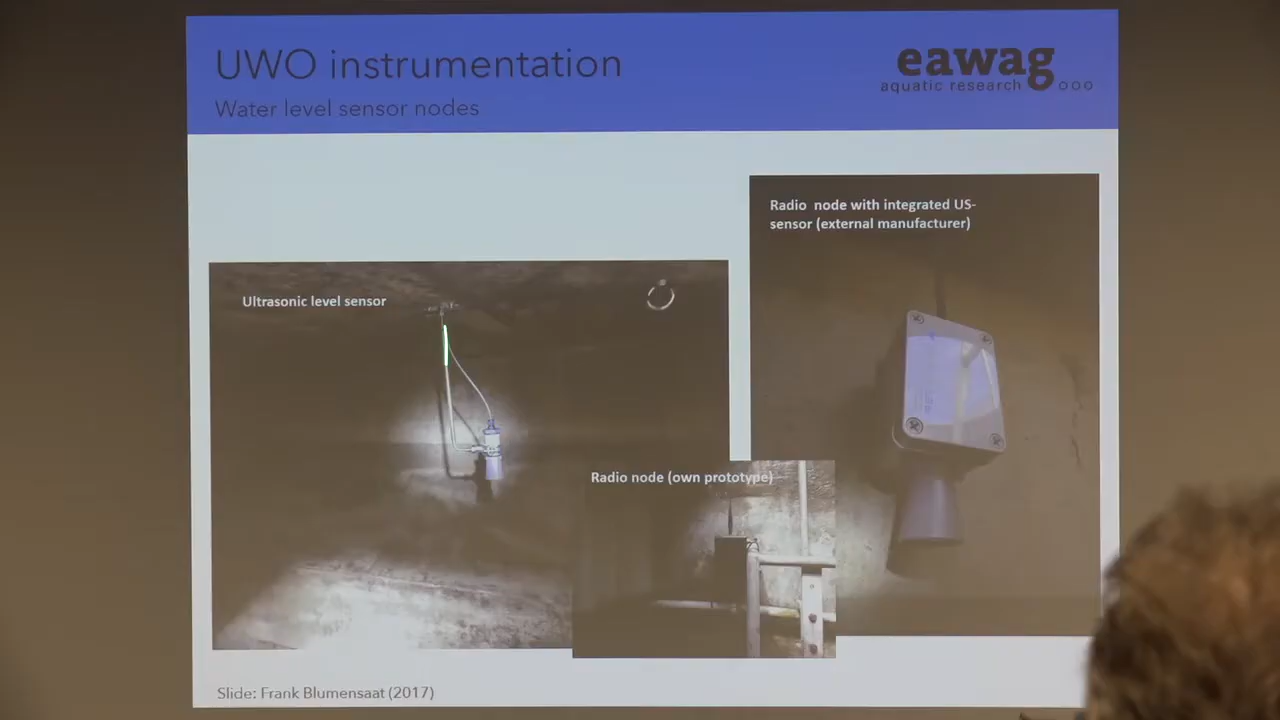 UWO instrumentation
Water level sensor nodes
eawag
aquatic research
Radio node with integrated US-
sensor (external manufacturer)
Ultrasonic level sensor
Radio node (own prototype)
Slide: Frank Blumensaat (2017)